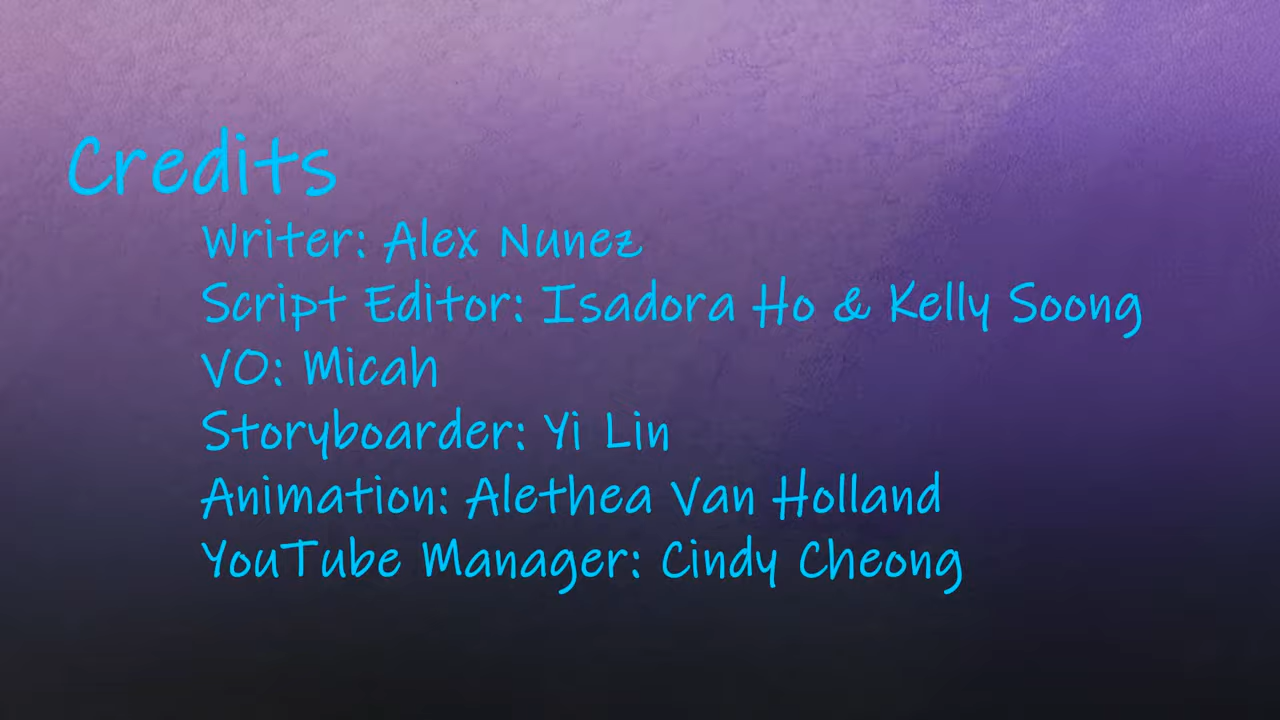 Credits
Writer: Alex Nunez
Script Editor: Isadora Ho & Kelly Soong
VO: Micah
Storyboarder: Yi Lin
Animation: Alethea Van Holland
YouTube Manager: Cindy Cheong